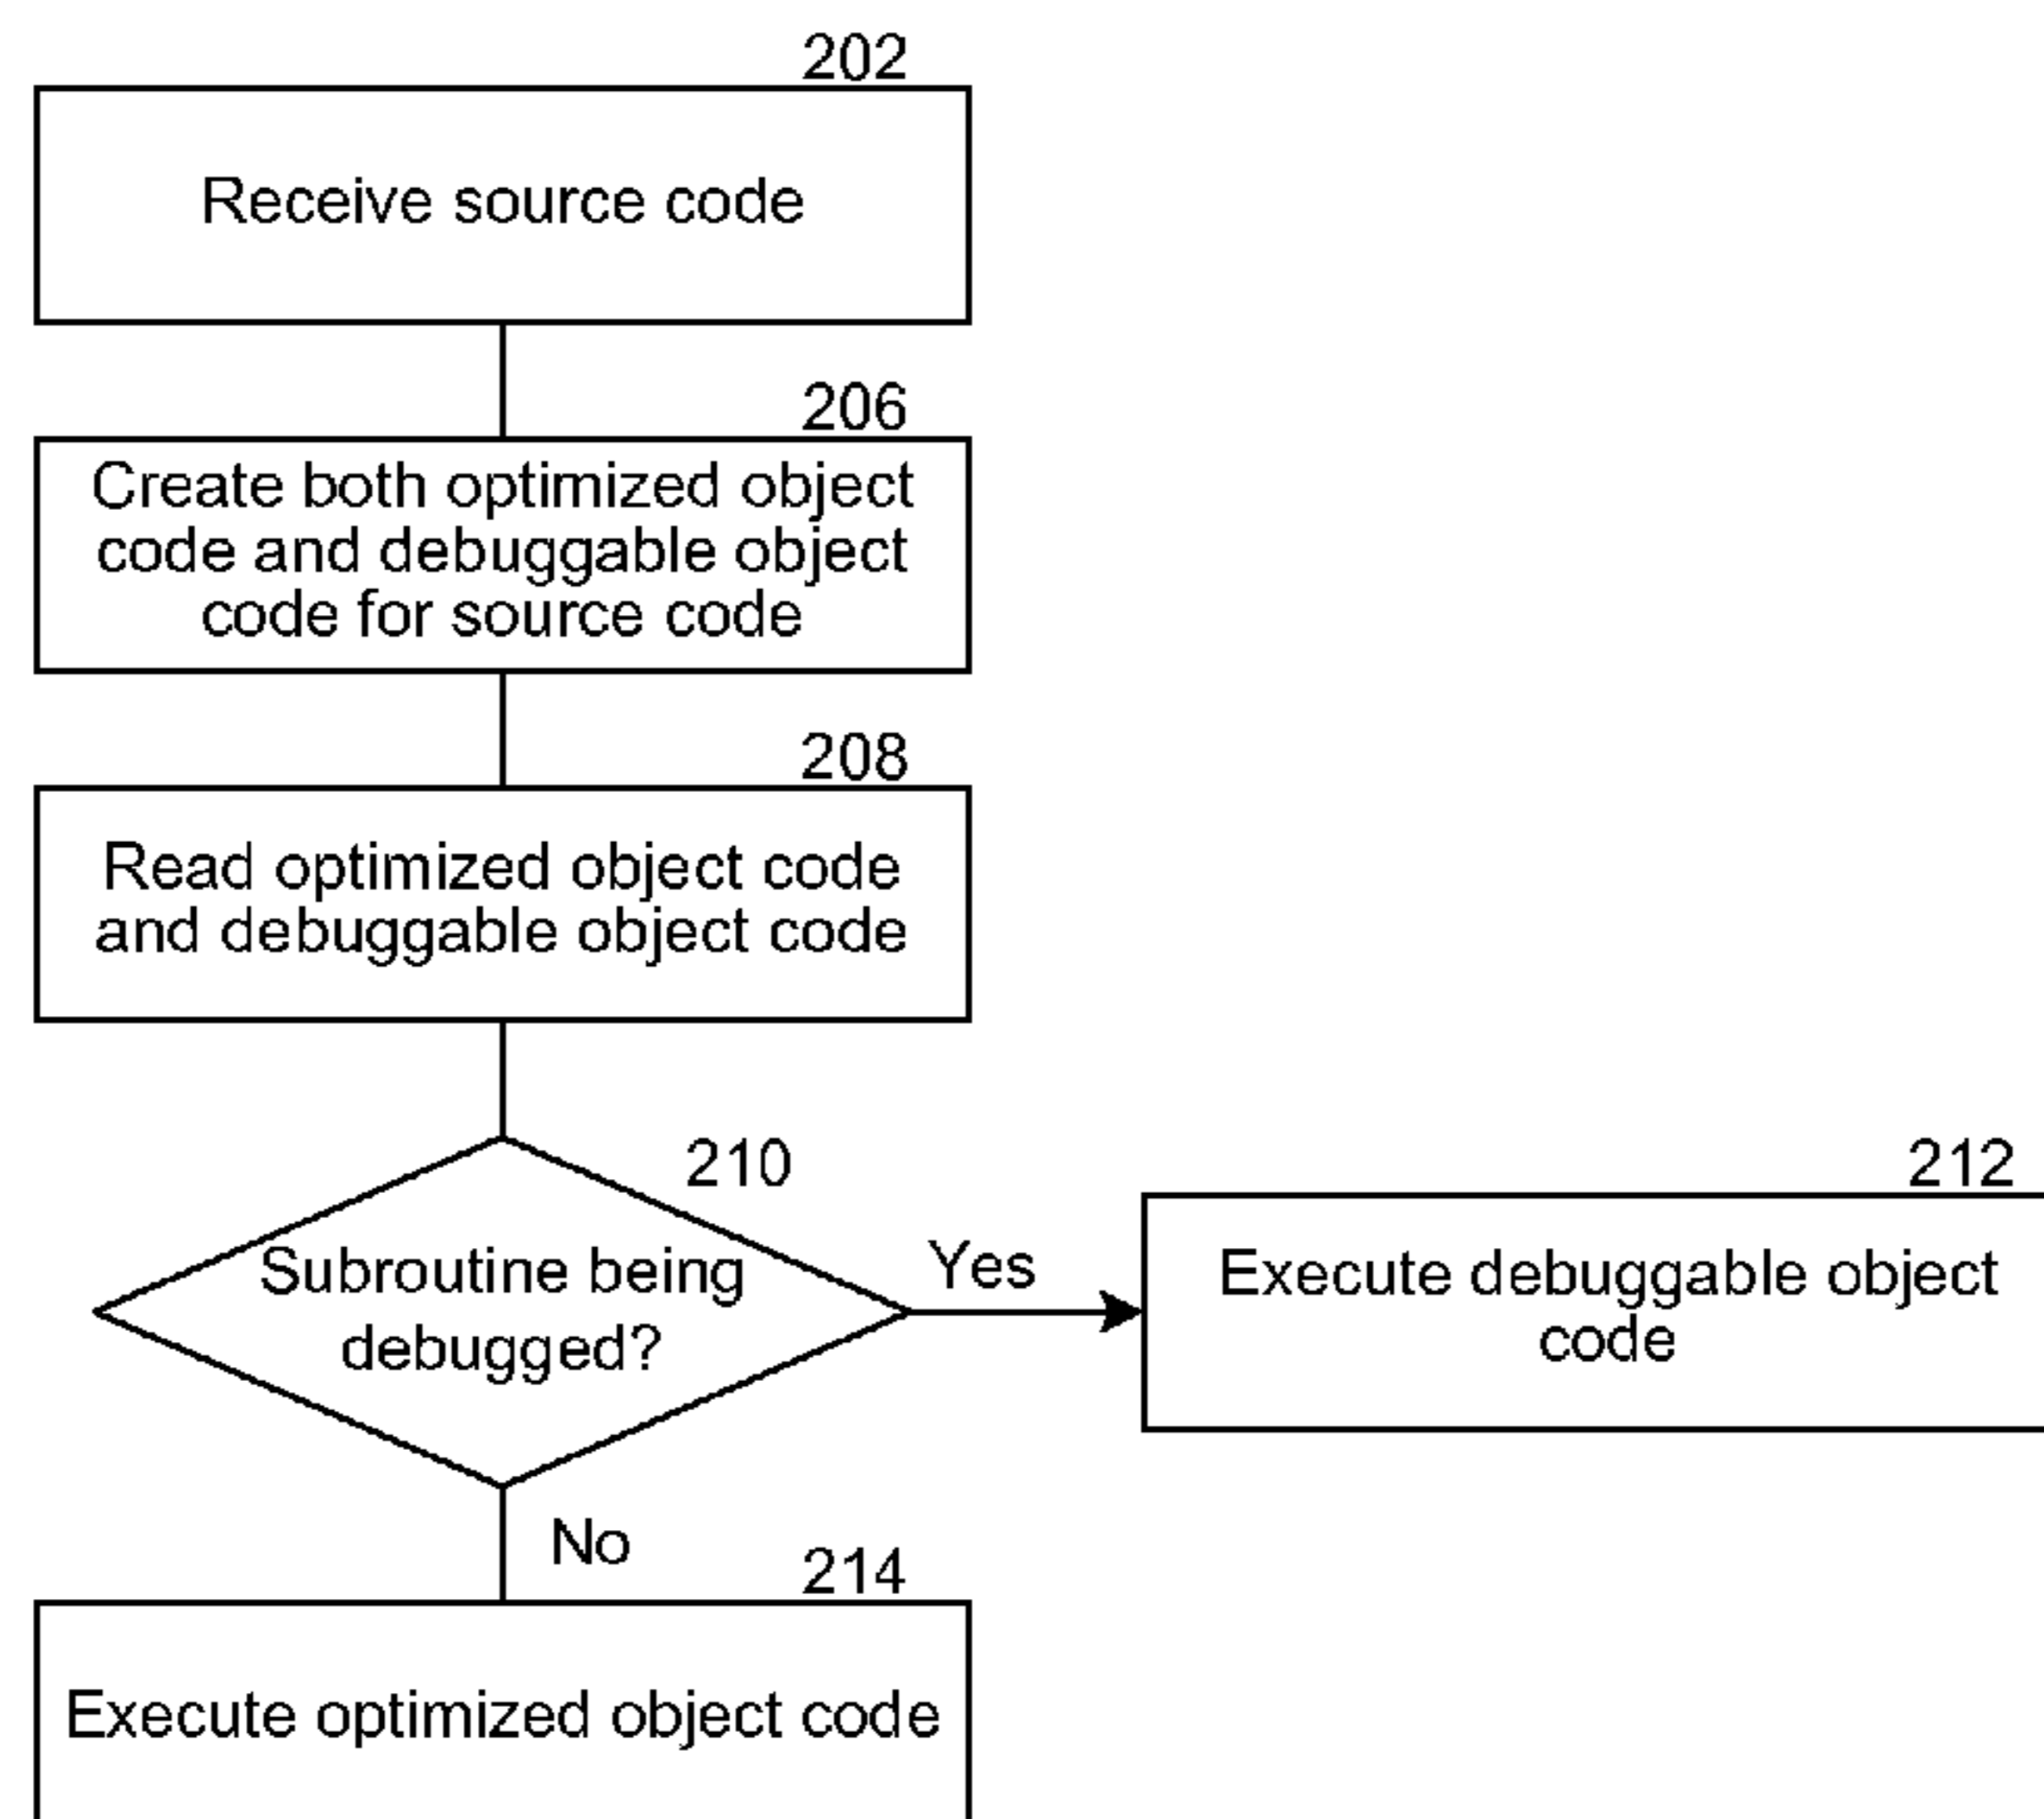 202
Receive source code
206
Create both optimized object
code and debuggable object
code for source code
208
Read optimized object code
and debuggable object code
210
Subroutine being
debugged?
Yes
212
Execute debuggable object
code
No
214
Execute optimized object code